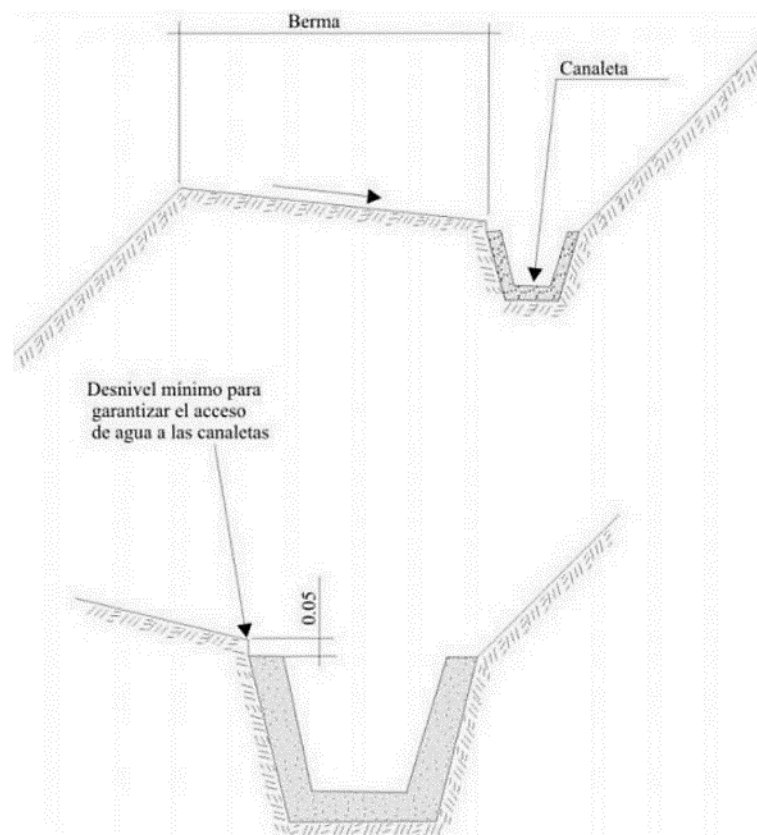 Berma
Canaleta
Desnivel mínimo para
garantizar el acceso
de agua a las canaletas
0.05